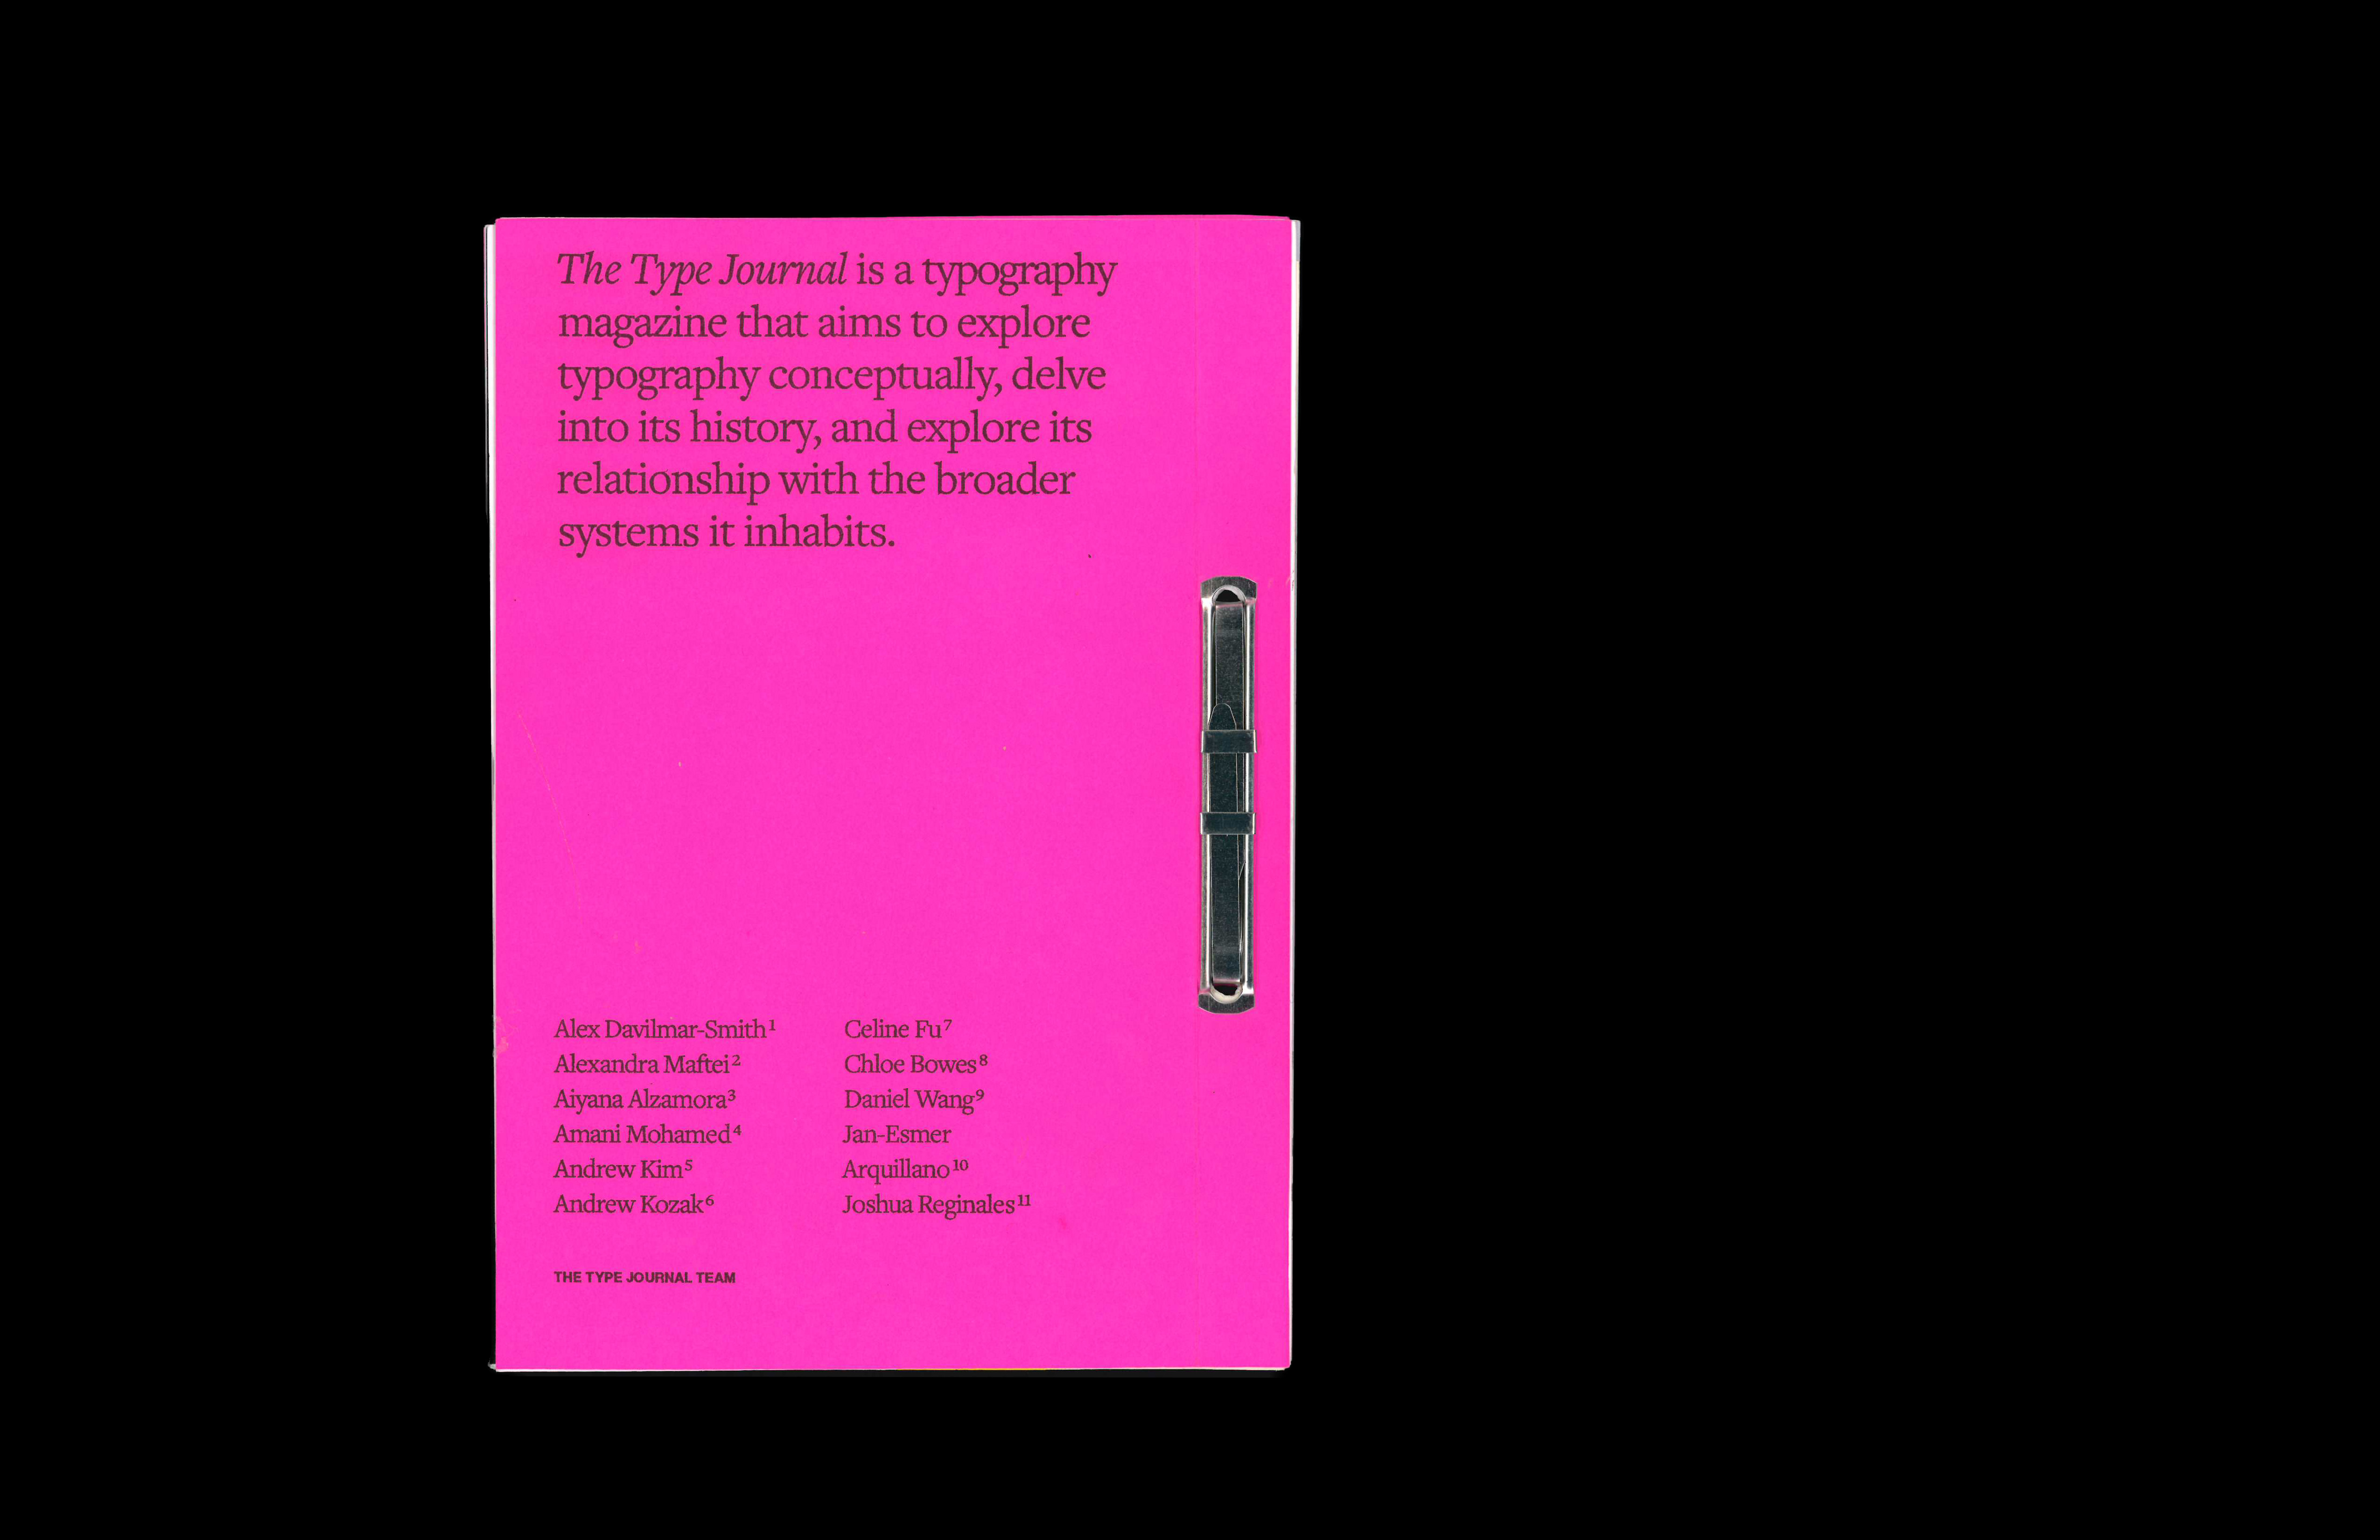 The Type Journal is a typography
magazine that aims to explore
typography conceptually, delve
into its history, and explore its
relationship with the broader
systems it inhabits.
Alex Davilmar-Smith¹
Alexandra Maftei²
Aiyana Alzamora³
Amani Mohamed⁴
Andrew Kim⁵
Andrew Kozak⁶
Celine Fu⁷
Chloe Bowes⁸
Daniel Wang⁹
Jan-Esmer
Arquillano¹⁰
Joshua Reginales¹¹
THE TYPE JOURNAL TEAM